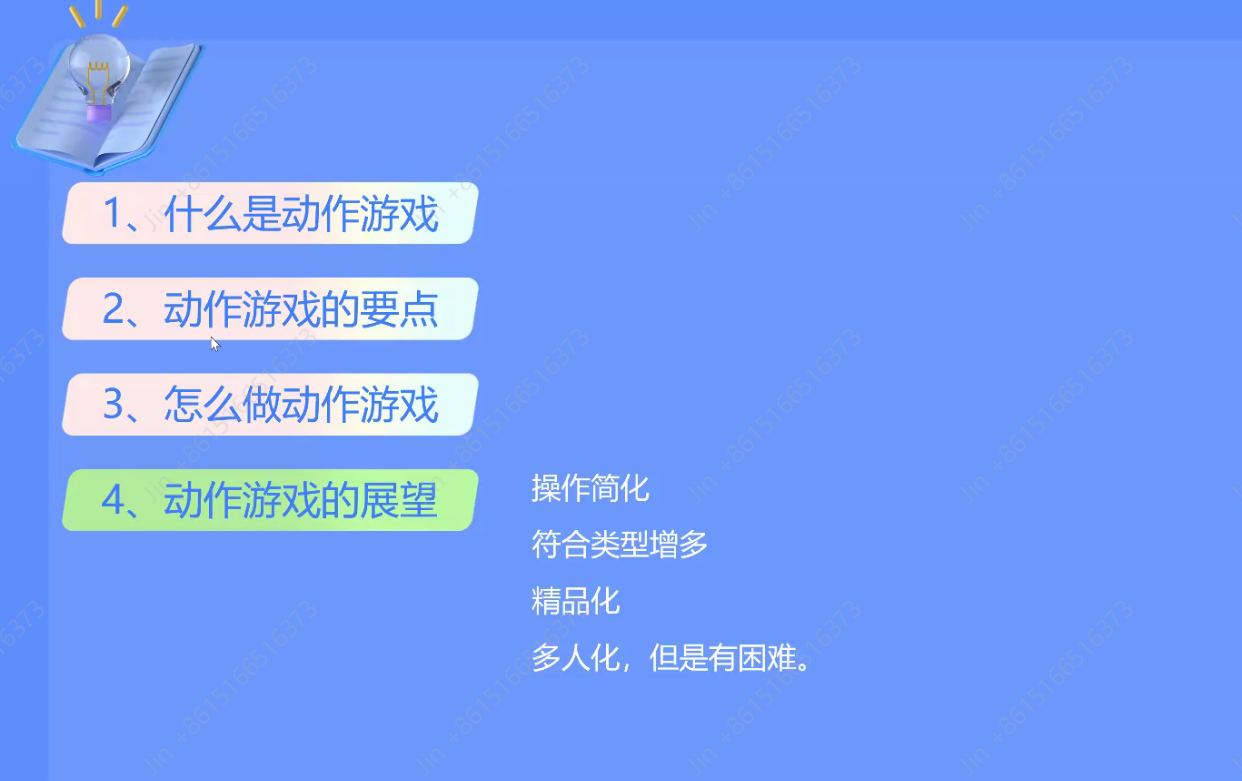 1、什么是动作游戏
2、动作游戏的要点
3、怎么做动作游戏
4、动作游戏的展望
操作简化
符合类型增多
精品化
多人化，但是有困难。
Jin +8615166516373